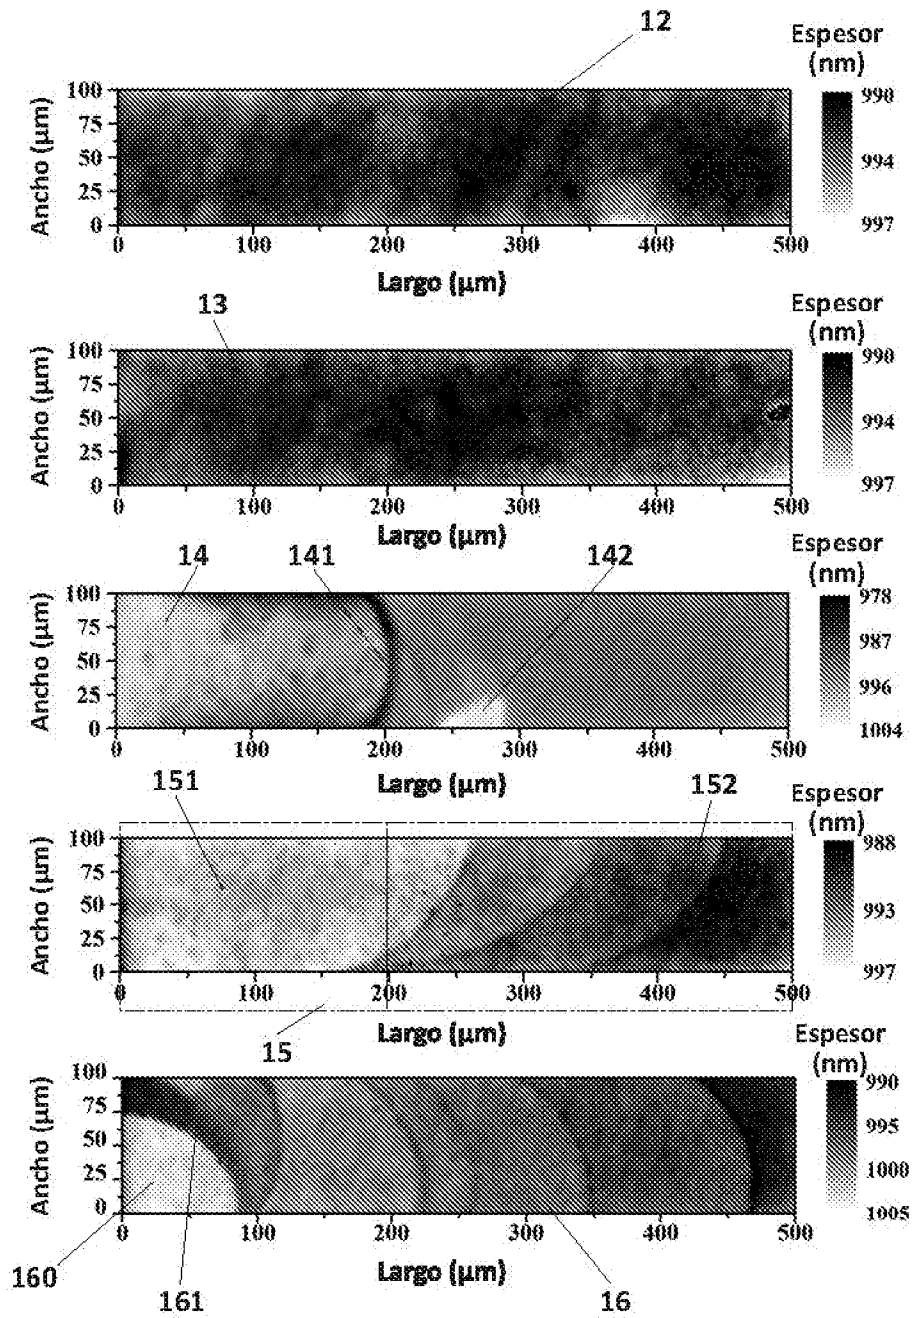 12
Espesor
(nm)
100
75
50
25
0
Ancho (µm)
990
994
997
0 100 200 300 400 500
Largo (µm)
13
Espesor
(nm)
100
75
50
25
0
Ancho (µm)
990
994
997
0 100 200 300 400 500
Largo (µm)
14 141 142
Espesor
(nm)
100
75
50
25
0
Ancho (µm)
978
987
996
1004
0 100 200 300 400 500
Largo (µm)
151 152
Espesor
(nm)
100
75
50
25
0
Ancho (µm)
988
993
997
0 100 200 300 400 500
Largo (µm)
15
Espesor
(nm)
100
75
50
25
0
Ancho (µm)
990
995
1000
1005
0 100 200 300 400 500
Largo (µm)
160 161 16